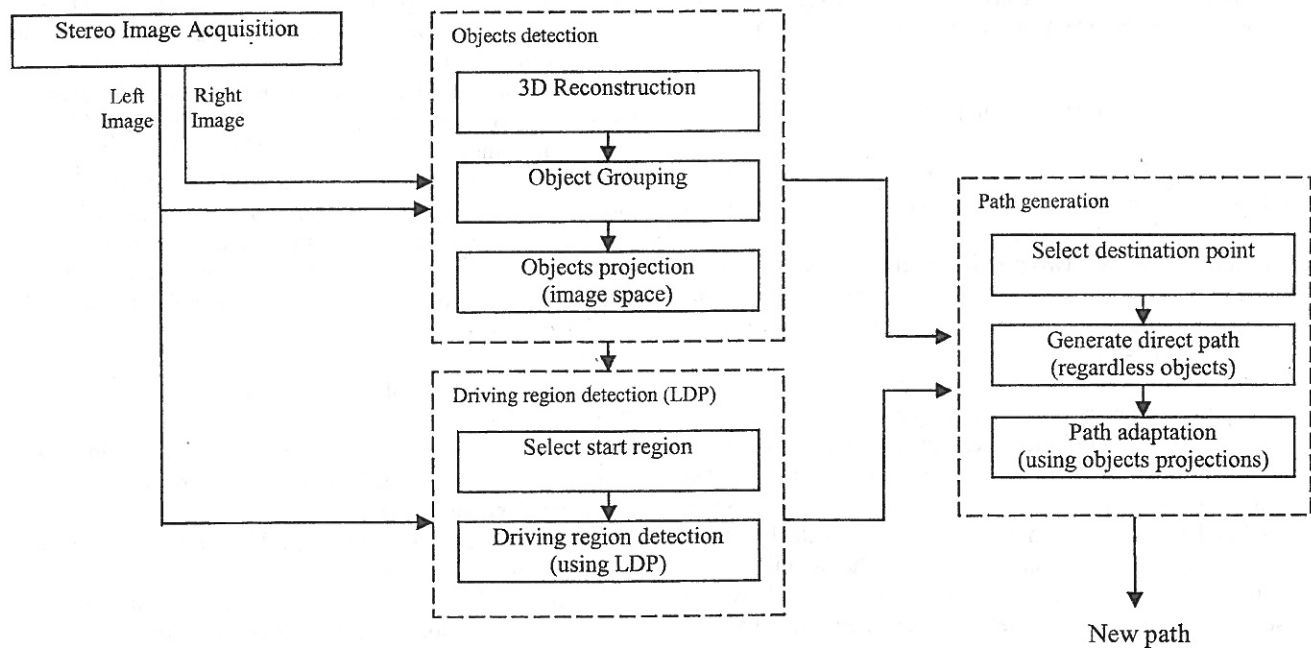 Stereo Image Acquisition
Left
Image
Right
Image
Objects detection
3D Reconstruction
Object Grouping
Objects projection
(image space)
Driving region detection (LDP)
Select start region
Driving region detection
(using LDP)
Path generation
Select destination point
Generate direct path
(regardless objects)
Path adaptation
(using objects projections)
New path